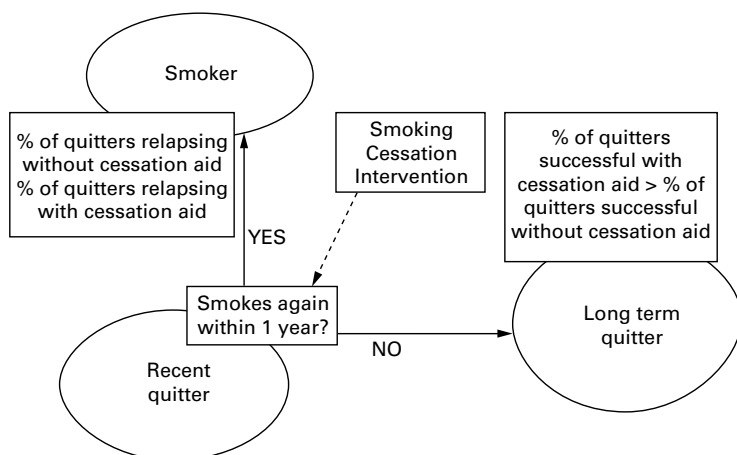 Smoker
% of quitters relapsing
without cessation aid
% of quitters relapsing
with cessation aid
Smoking
Cessation
Intervention
% of quitters
successful with
cessation aid > % of
quitters successful
without cessation aid
YES
Smokes again
within 1 year?
NO
Long term
quitter
Recent
quitter